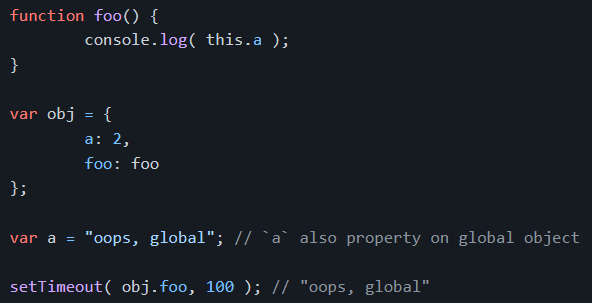 function foo() {
        console.log( this.a );
}

var obj = {
        a: 2,
        foo: foo
};

var a = "oops, global"; // `a` also property on global object

setTimeout( obj.foo, 100 ); // "oops, global"